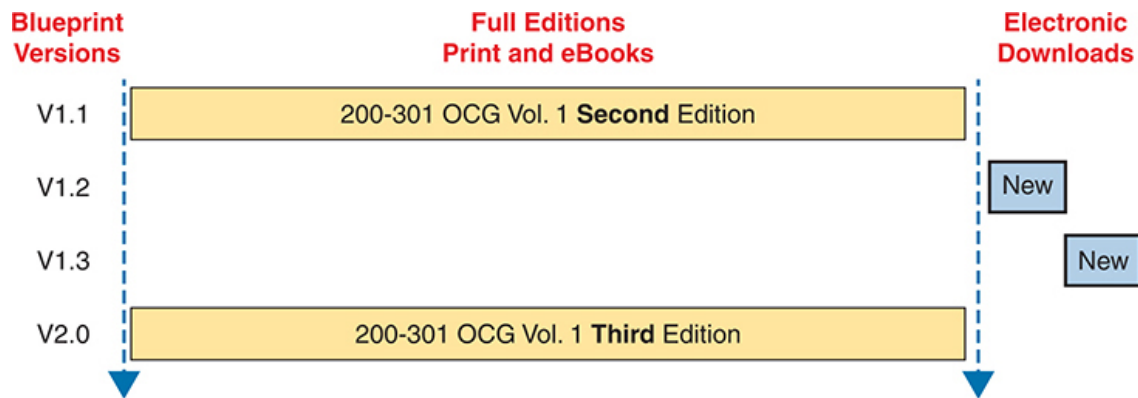 Blueprint
Versions
Full Editions
Print and eBooks
Electronic
Downloads
V1.1
200-301 OCG Vol. 1 Second Edition
V1.2
New
V1.3
New
V2.0
200-301 OCG Vol. 1 Third Edition